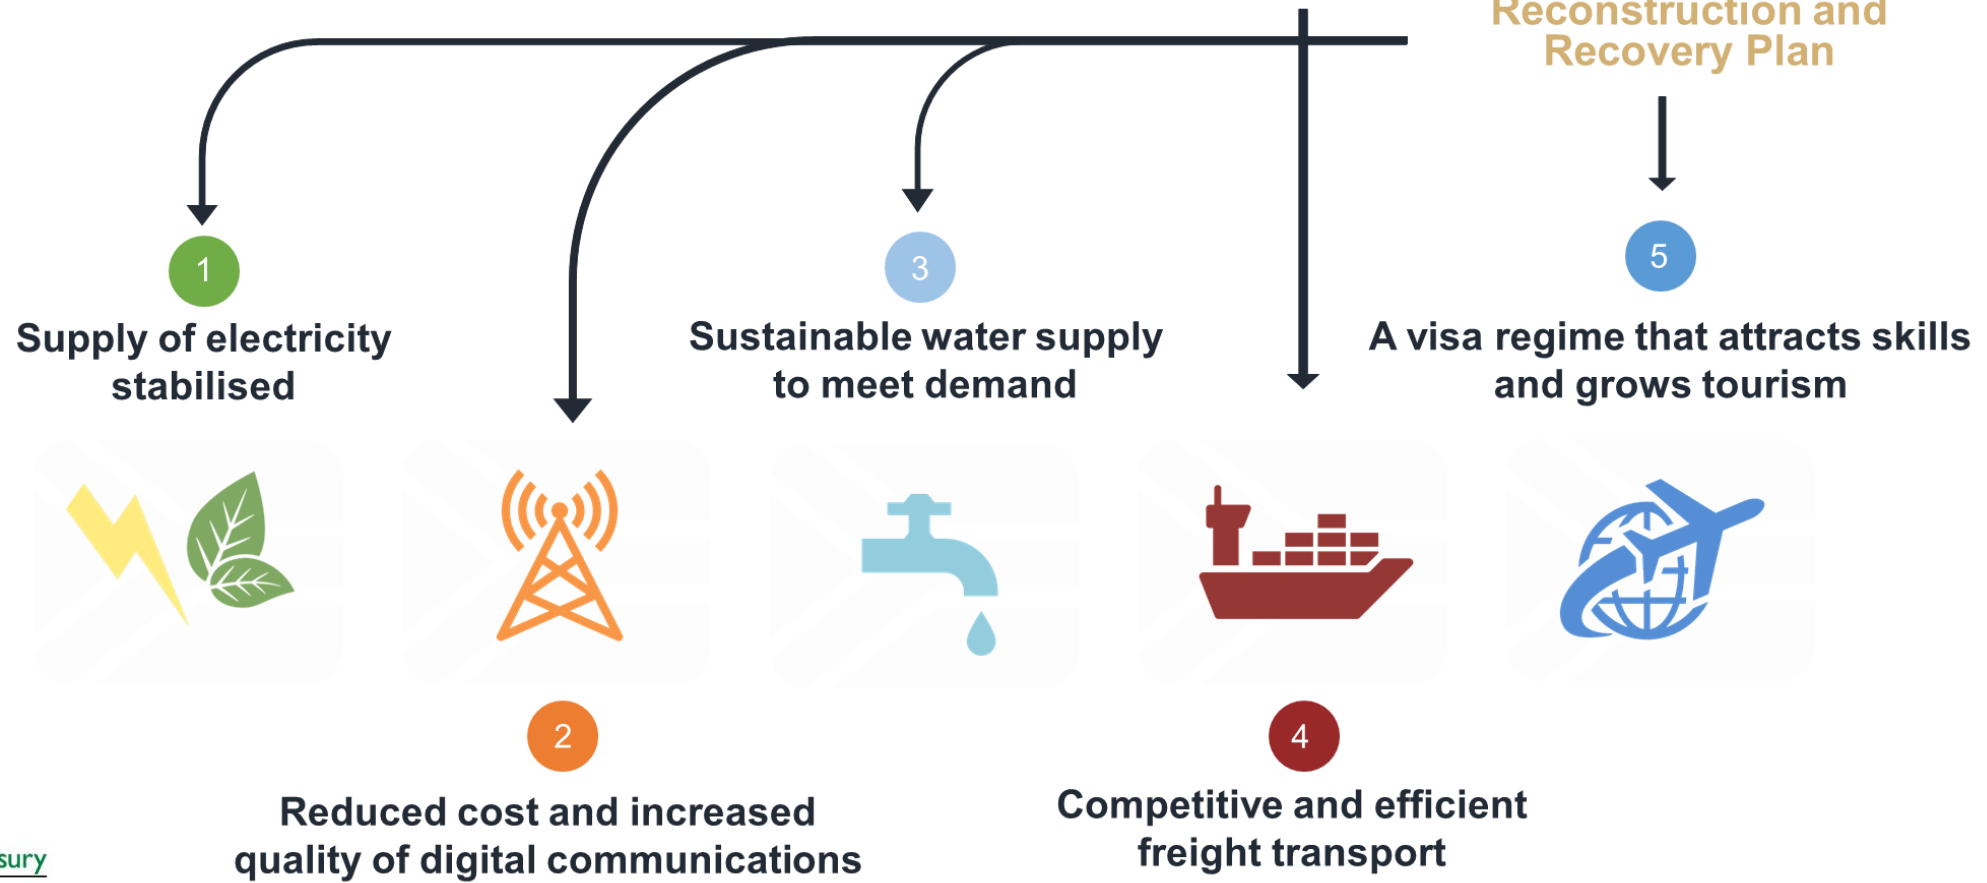 Reconstruction and
Recovery Plan
1
Supply of electricity
stabilised
3
Sustainable water supply
to meet demand
5
A visa regime that attracts skills
and grows tourism
2
Reduced cost and increased
quality of digital communications
4
Competitive and efficient
freight transport
sury